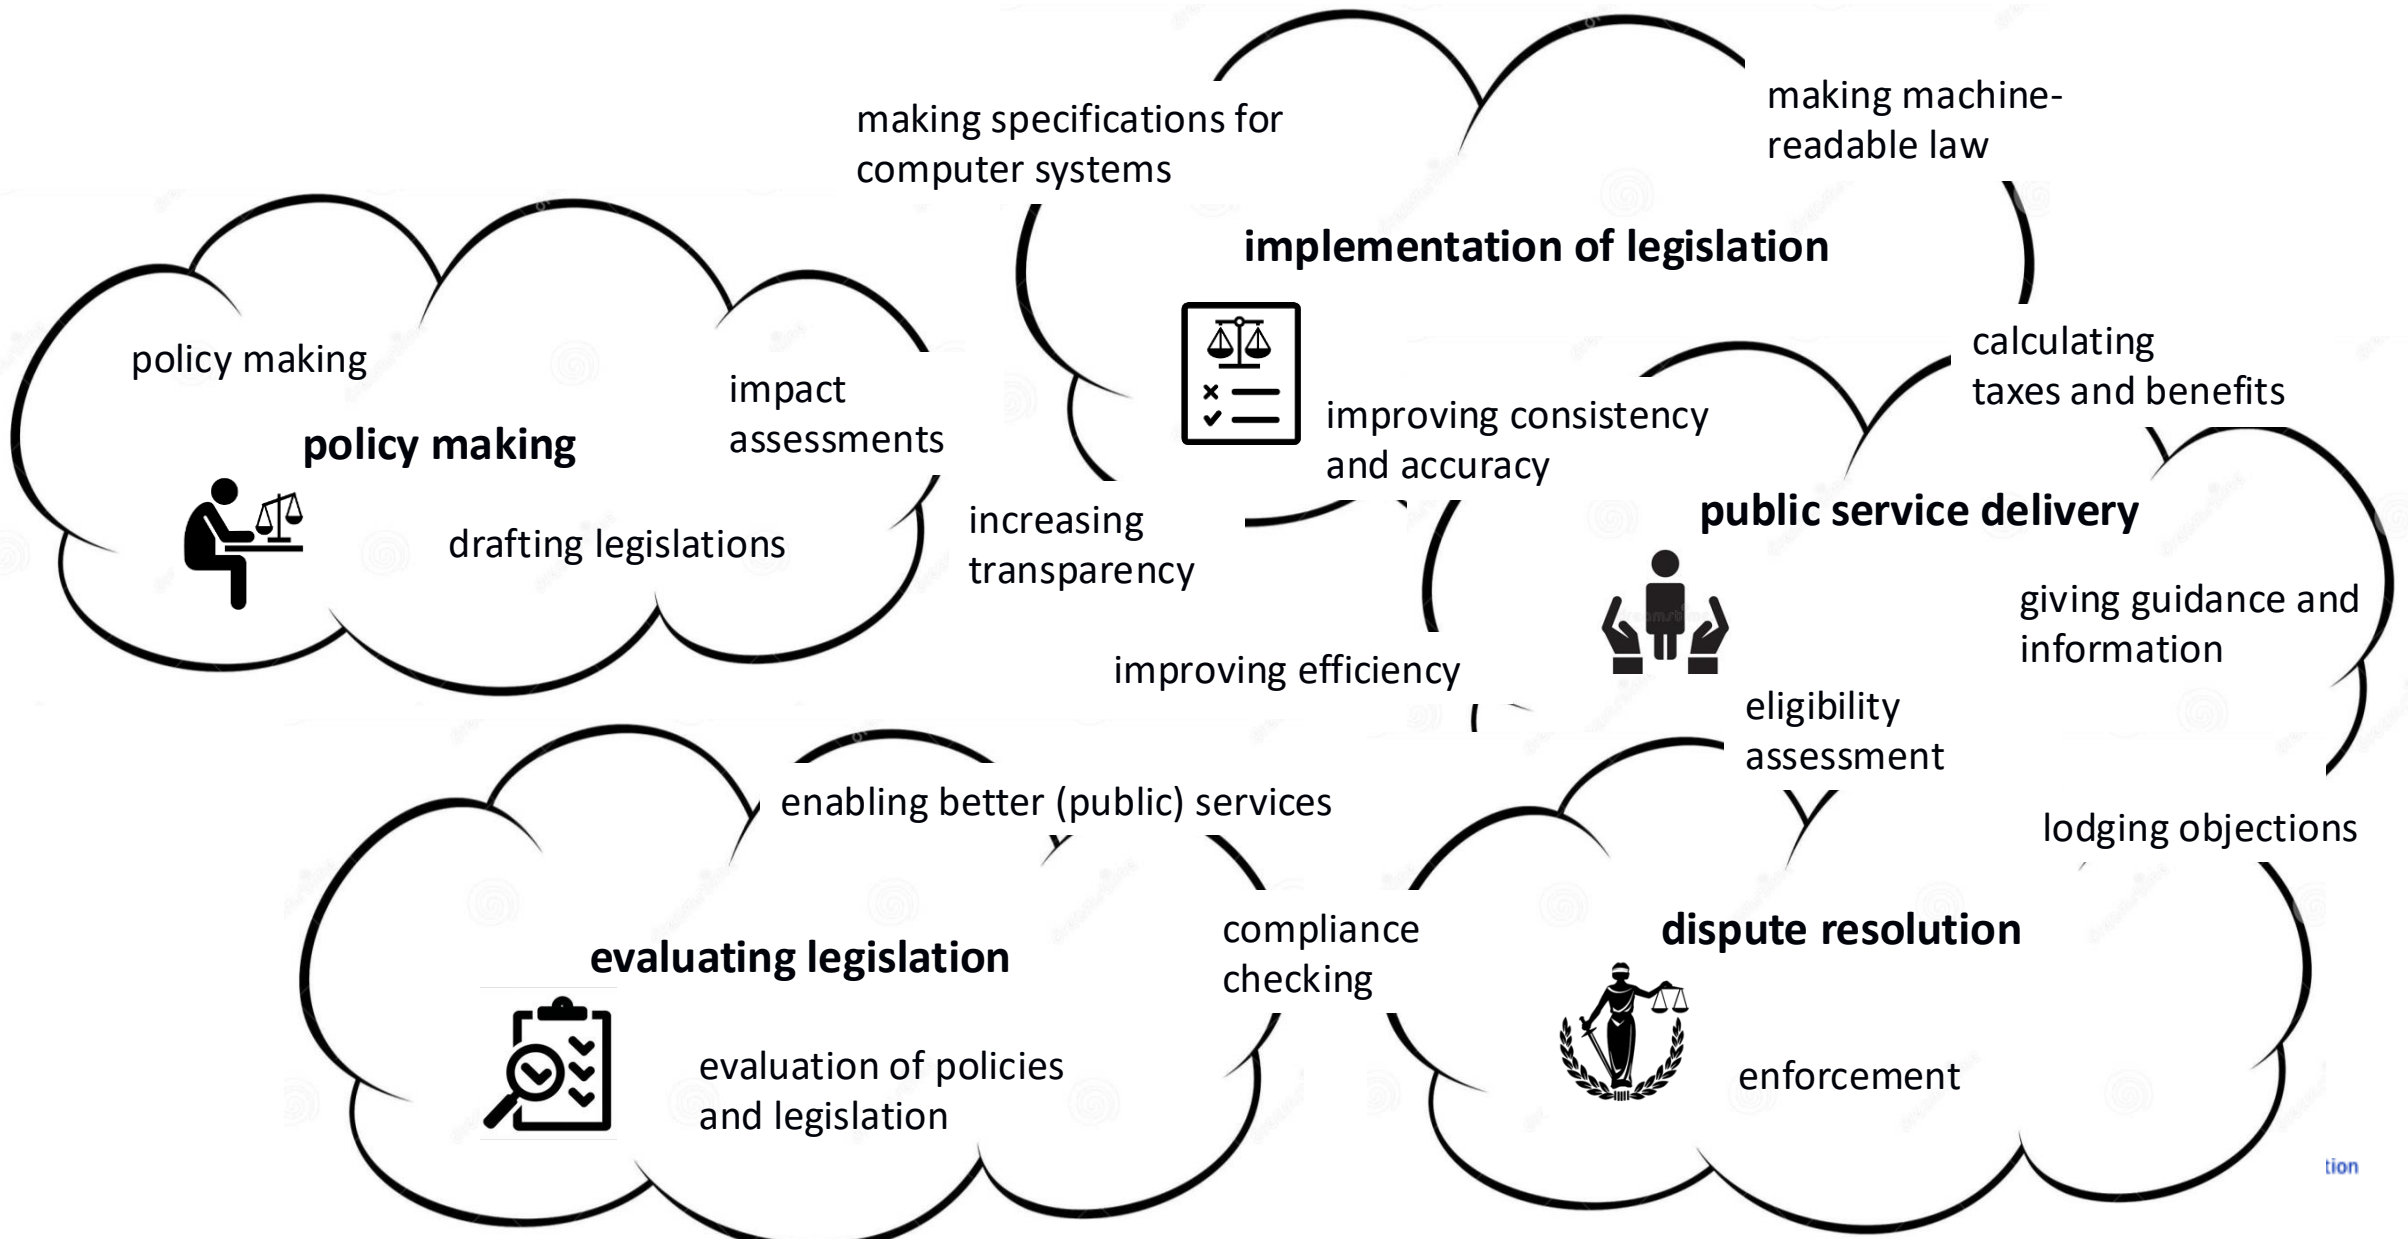 making specifications for
computer systems
making machine-
readable law
implementation of legislation
policy making
impact
assessments
policy making
drafting legislations
calculating
taxes and benefits
improving consistency
and accuracy
increasing
transparency
public service delivery
giving guidance and
information
improving efficiency
eligibility
assessment
enabling better (public) services
lodging objections
compliance
checking
dispute resolution
evaluating legislation
evaluation of policies
and legislation
enforcement
tion